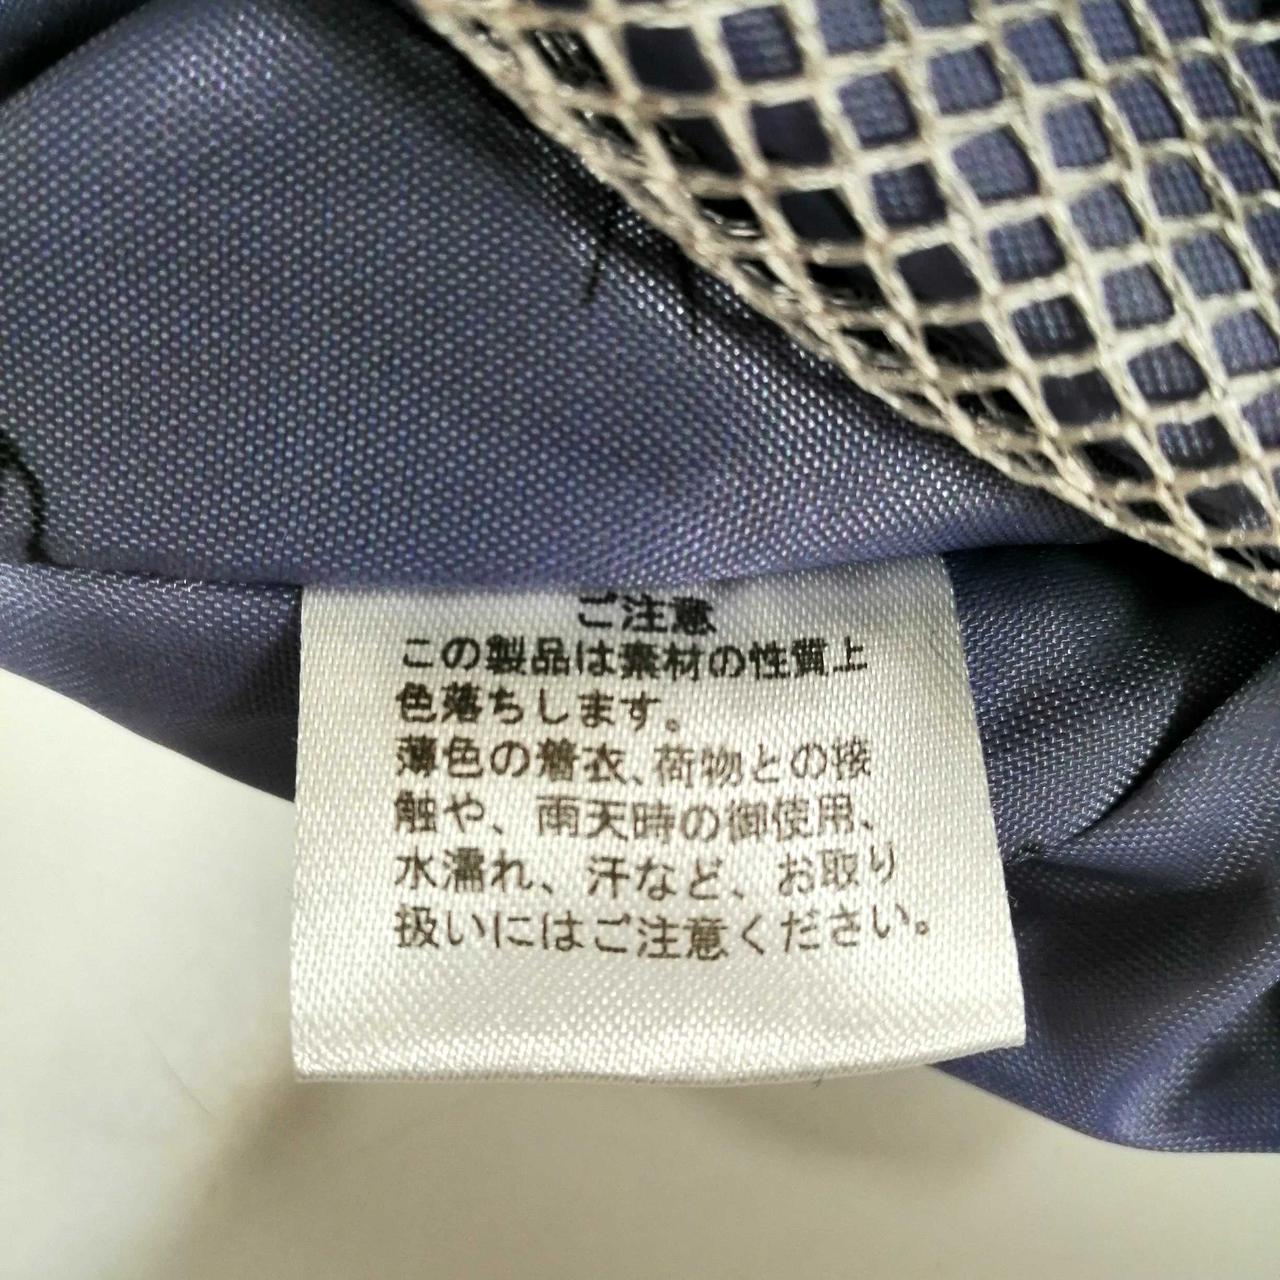 ご注意
この製品は素材の性質上
色落ちします。
薄色の着衣、荷物との接
触や、雨天時の御使用、
水濡れ、汗など、お取り
扱いにはご注意ください。